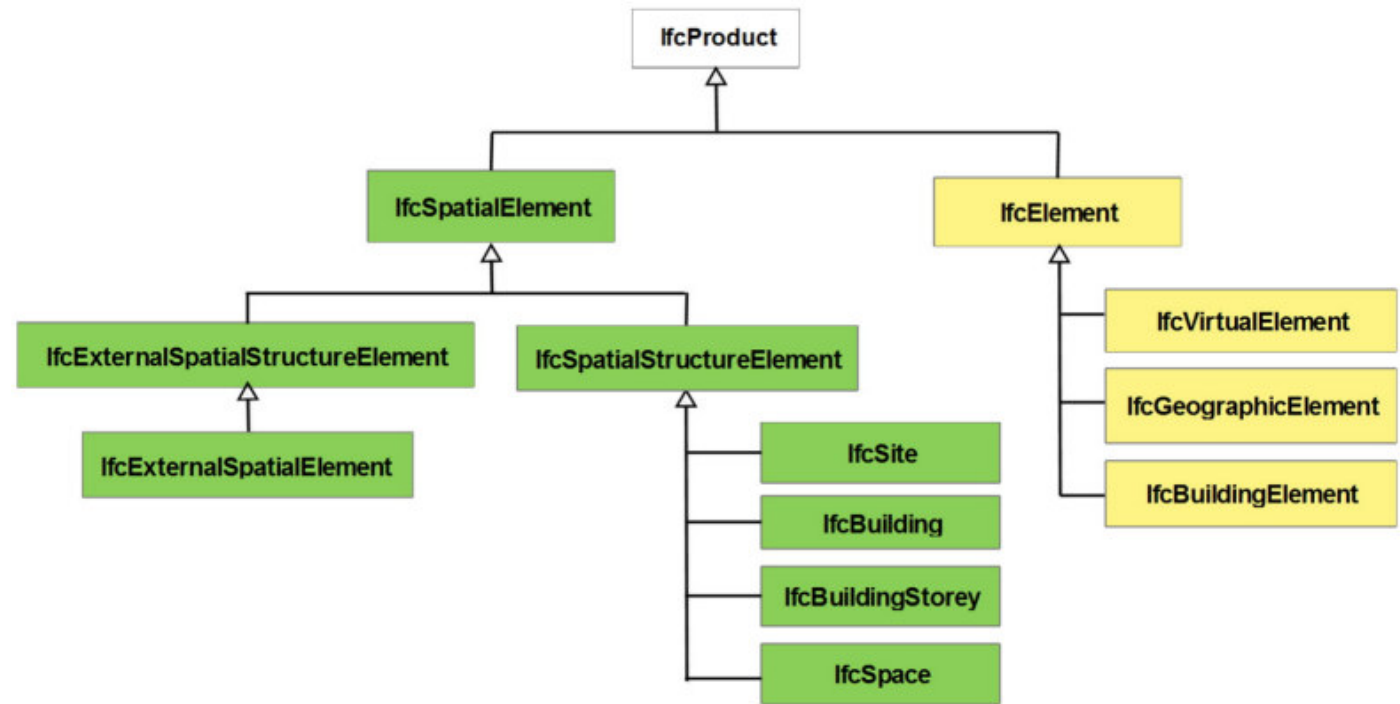 IfcProduct
IfcSpatialElement
IfcElement
IfcExternalSpatialStructureElement
IfcSpatialStructureElement
IfcVirtualElement
IfcGeographicElement
IfcBuildingElement
IfcExternalSpatialElement
IfcSite
IfcBuilding
IfcBuildingStorey
IfcSpace